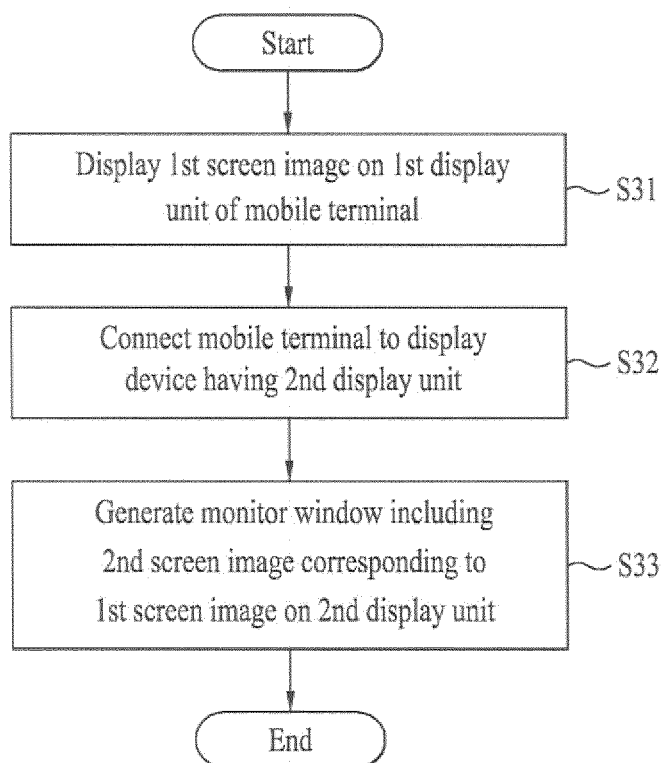 Start
Display 1st screen image on 1st display
unit of mobile terminal
S31
Connect mobile terminal to display
device having 2nd display unit
S32
Generate monitor window including
2nd screen image corresponding to
1st screen image on 2nd display unit
S33
End